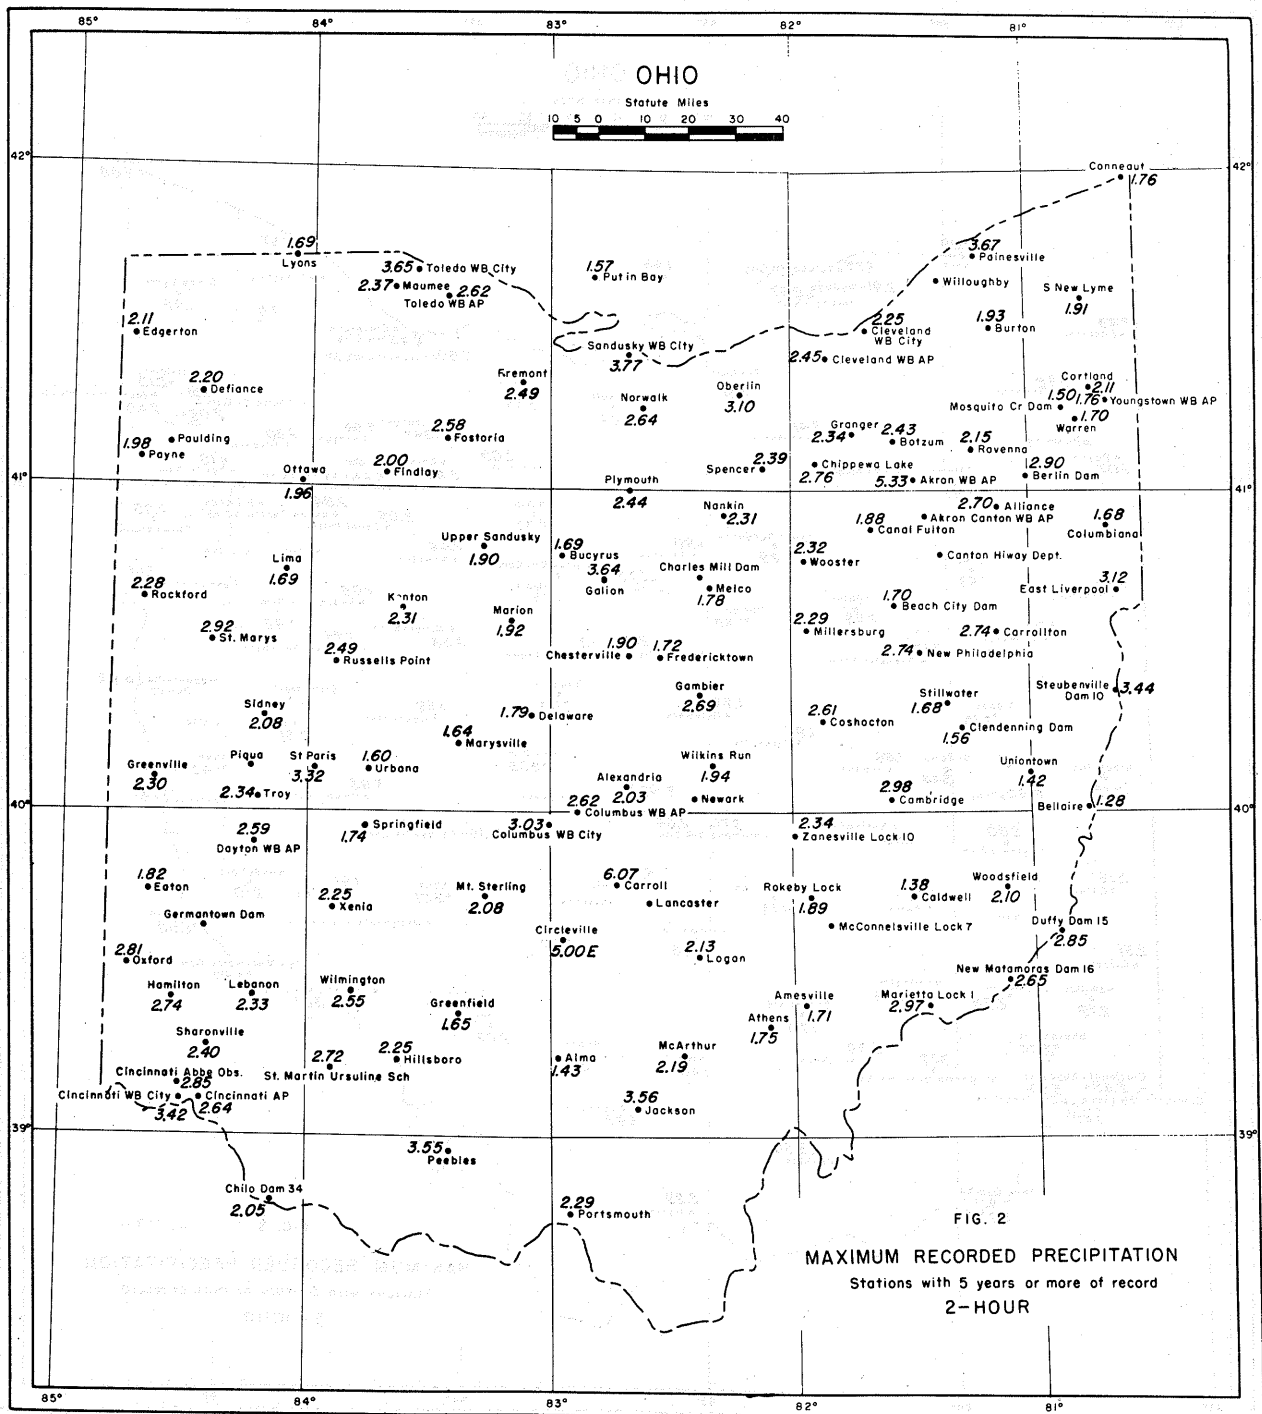 85°
84°
83°
82°
81°
OHIO
Statute Miles
10 5 0 10 20 30 40
42°
42°
Conneaut
1.76
1.69
Lyons
3.65 Toledo WB City
2.37 Maumee
2.62
Toledo WB AP
1.57
Put in Bay
3.67
Painesville
Willoughby
S New Lyme
1.91
2.11
Edgerton
2.25
Cleveland
WB City
1.93
Burton
Sandusky WB City
3.77
2.45 Cleveland WB AP
2.20
Defiance
Fremont
2.49
Norwalk
2.64
Oberlin
3.10
Cortland
2.11
1.50
Mosquito Cr Dam
1.76 Youngstown WB AP
1.70
Warren
1.98
Paulding
Payne
2.58
Fostoria
Granger
2.34
2.43
Botzum
2.15
Ravenna
Ottawa
1.96
2.00
Findlay
2.39
Spencer
Chippewa Lake
2.76
5.33 Akron WB AP
2.90
Berlin Dam
41°
41°
Plymouth
2.44
Nankin
2.31
2.70 Alliance
Akron Canton WB AP
1.88
Canal Fulton
1.68
Columbiana
Upper Sandusky
1.90
1.69
Bucyrus
3.64
Galion
Charles Mill Dam
Melco
1.78
2.32
Wooster
Canton Hiway Dept.
Lima
1.69
2.28
Rockford
Kenton
2.31
Marion
1.92
3.12
East Liverpool
1.70
Beach City Dam
2.92
St. Marys
2.49
Russells Point
1.90
Chesterville
1.72
Fredericktown
2.29
Millersburg
2.74 Carrollton
2.74
New Philadelphia
Sidney
2.08
1.79
Delaware
Gambier
2.69
2.61
Coshocton
Stillwater
1.68
Clendenning Dam
1.56
Steubenville
Dam 10
3.44
1.64
Marysville
Greenville
2.30
Piqua
2.34 Troy
St Paris
3.32
1.60
Urbana
Wilkins Run
1.94
Newark
Alexandria
2.03
Uniontown
1.42
2.98
Cambridge
Bellaire 1.28
40°
40°
2.62
Columbus WB AP
2.59
Dayton WB AP
Springfield
1.74
3.03
Columbus WB City
2.34
Zanesville Lock 10
1.82
Eaton
2.25
Xenia
Mt. Sterling
2.08
6.07
Carroll
Lancaster
Rokeby Lock
1.89
1.38
Caldwell
Woodsfield
2.10
Germantown Dam
Circleville
5.00 E
McConnelsville Lock 7
Duffy Dam 15
2.85
2.81
Oxford
2.13
Logan
New Matamoras Dam 16
2.65
Hamilton
2.74
Lebanon
2.33
Wilmington
2.55
Greenfield
1.65
Amesville
1.71
Marietta Lock 1
2.97
Athens
1.75
Sharonville
2.40
2.72
St. Martin Ursuline Sch
2.25
Hillsboro
Alma
1.43
McArthur
2.19
Cincinnati Abbe Obs.
2.85
Cincinnati WB City
3.42
Cincinnati AP
2.64
3.56
Jackson
39°
39°
3.55
Peebles
Chilo Dam 34
2.05
2.29
Portsmouth
FIG. 2
MAXIMUM RECORDED PRECIPITATION
Stations with 5 years or more of record
2-HOUR
85°
84°
83°
82°
81°